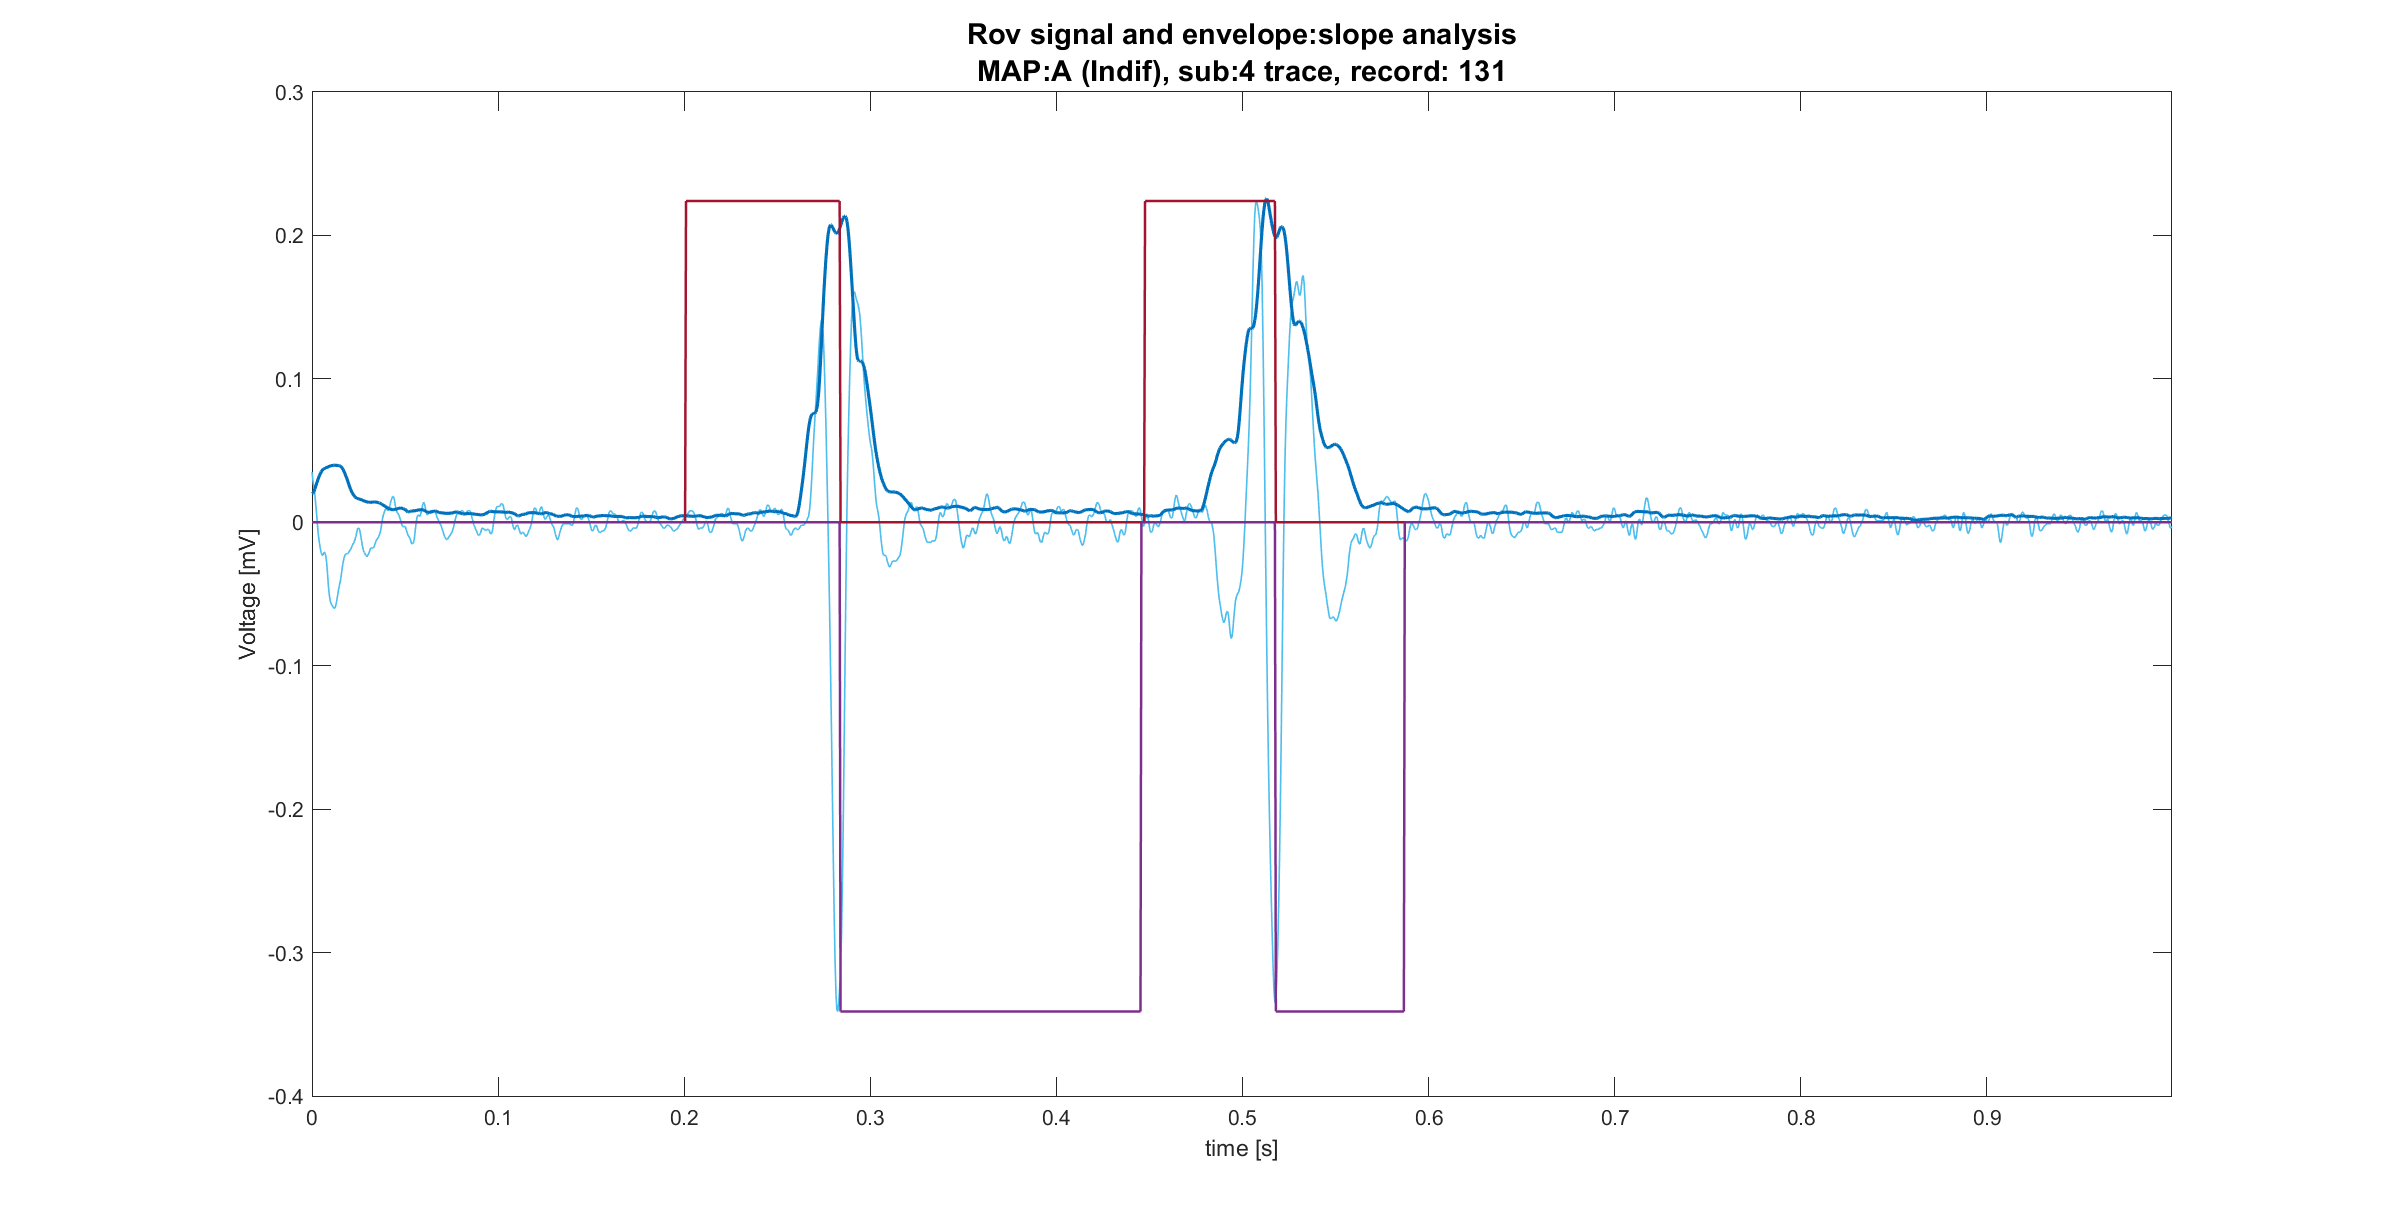 Rov signal and envelope:slope analysis
MAP:A (Indif), sub:4 trace, record: 131
0.3
0.2
0.1
0
-0.1
-0.2
-0.3
-0.4
Voltage [mV]
0 0.1 0.2 0.3 0.4 0.5 0.6 0.7 0.8 0.9
time [s]